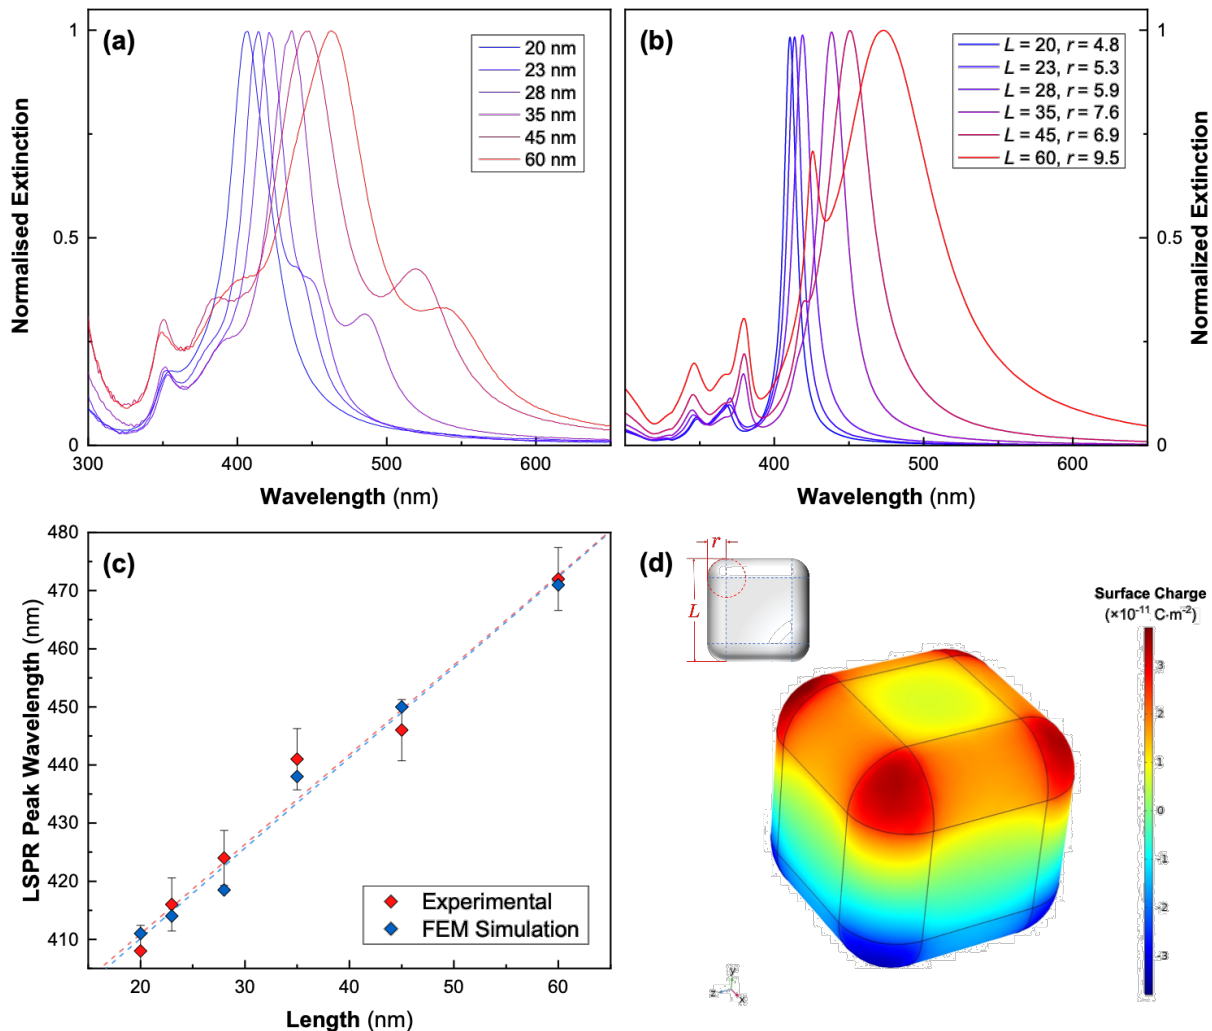 (a)
1
0.5
0
Normalised Extinction
20 nm
23 nm
28 nm
35 nm
45 nm
60 nm
300
400
500
600
Wavelength (nm)
(b)
L = 20, r = 4.8
L = 23, r = 5.3
L = 28, r = 5.9
L = 35, r = 7.6
L = 45, r = 6.9
L = 60, r = 9.5
1
0.5
0
Normalized Extinction
400
500
600
Wavelength (nm)
(c)
480
470
460
450
440
430
420
410
LSPR Peak Wavelength (nm)
Experimental
FEM Simulation
20
30
40
50
60
Length (nm)
(d)
r
L
Surface Charge
(×10⁻¹¹ C·m⁻²)
3
2
1
0
-1
-2
-3
y
z
x